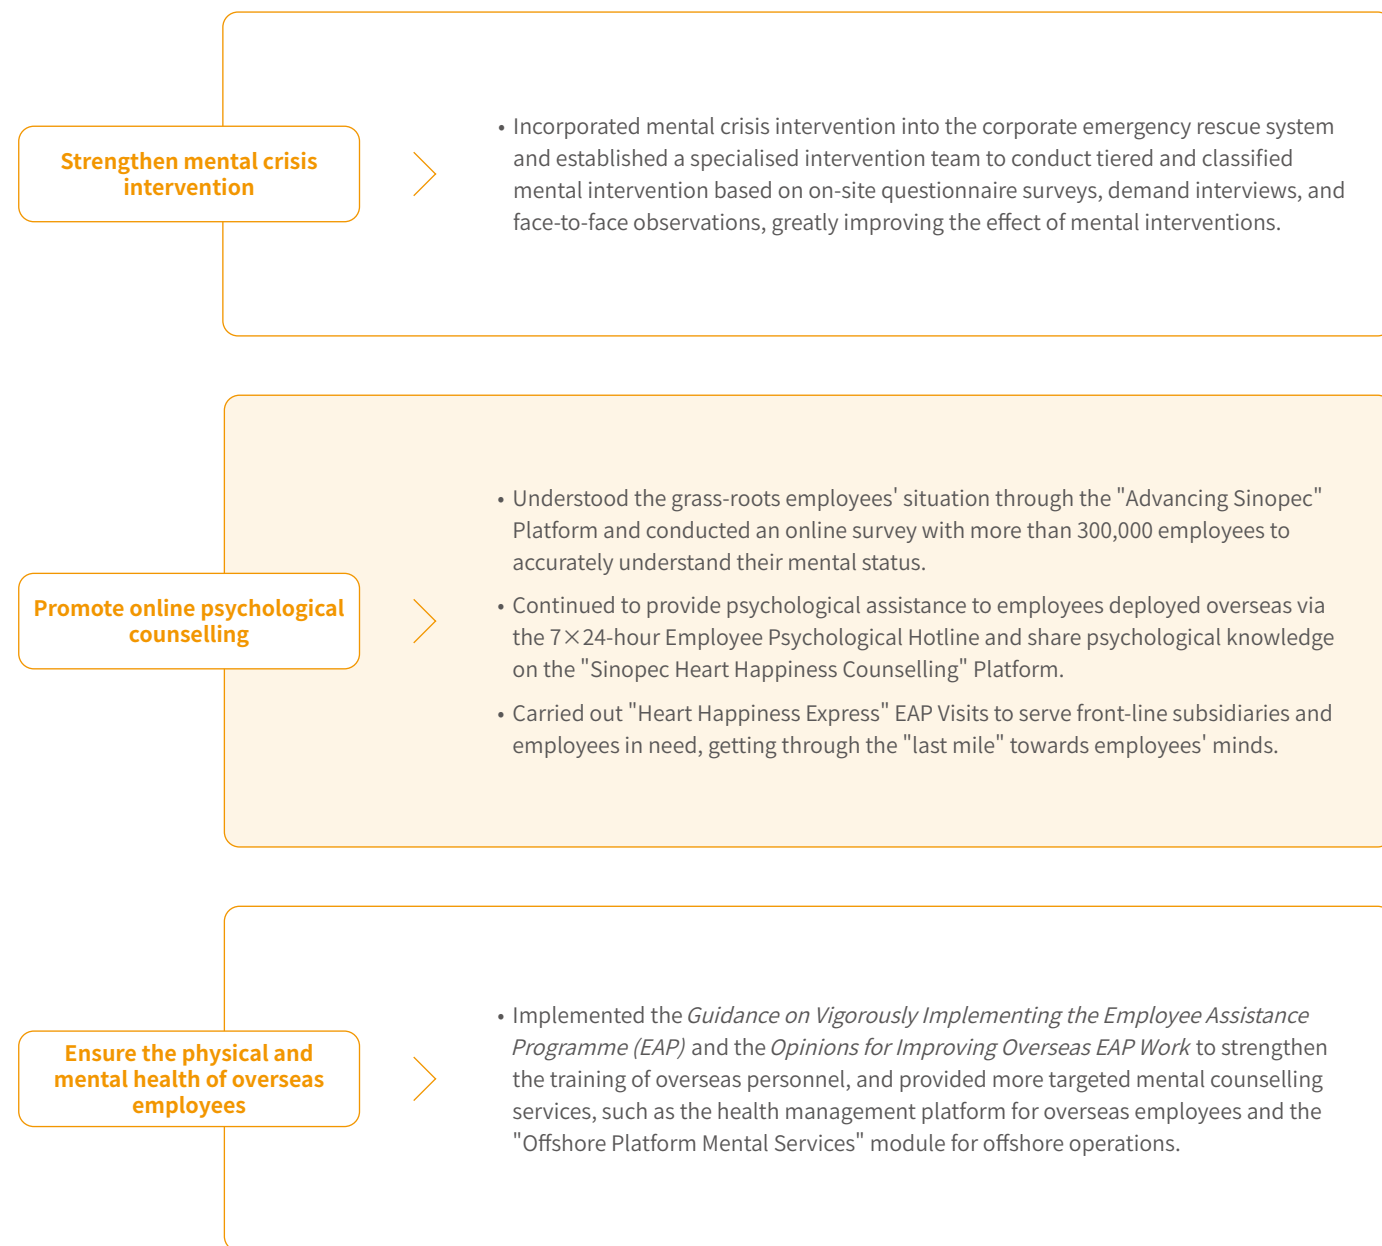 Strengthen mental crisis
intervention
• Incorporated mental crisis intervention into the corporate emergency rescue system
and established a specialised intervention team to conduct tiered and classified
mental intervention based on on-site questionnaire surveys, demand interviews, and
face-to-face observations, greatly improving the effect of mental interventions.
Promote online psychological
counselling
• Understood the grass-roots employees' situation through the "Advancing Sinopec"
Platform and conducted an online survey with more than 300,000 employees to
accurately understand their mental status.
• Continued to provide psychological assistance to employees deployed overseas via
the 7×24-hour Employee Psychological Hotline and share psychological knowledge
on the "Sinopec Heart Happiness Counselling" Platform.
• Carried out "Heart Happiness Express" EAP Visits to serve front-line subsidiaries and
employees in need, getting through the "last mile" towards employees' minds.
Ensure the physical and
mental health of overseas
employees
• Implemented the Guidance on Vigorously Implementing the Employee Assistance
Programme (EAP) and the Opinions for Improving Overseas EAP Work to strengthen
the training of overseas personnel, and provided more targeted mental counselling
services, such as the health management platform for overseas employees and the
"Offshore Platform Mental Services" module for offshore operations.